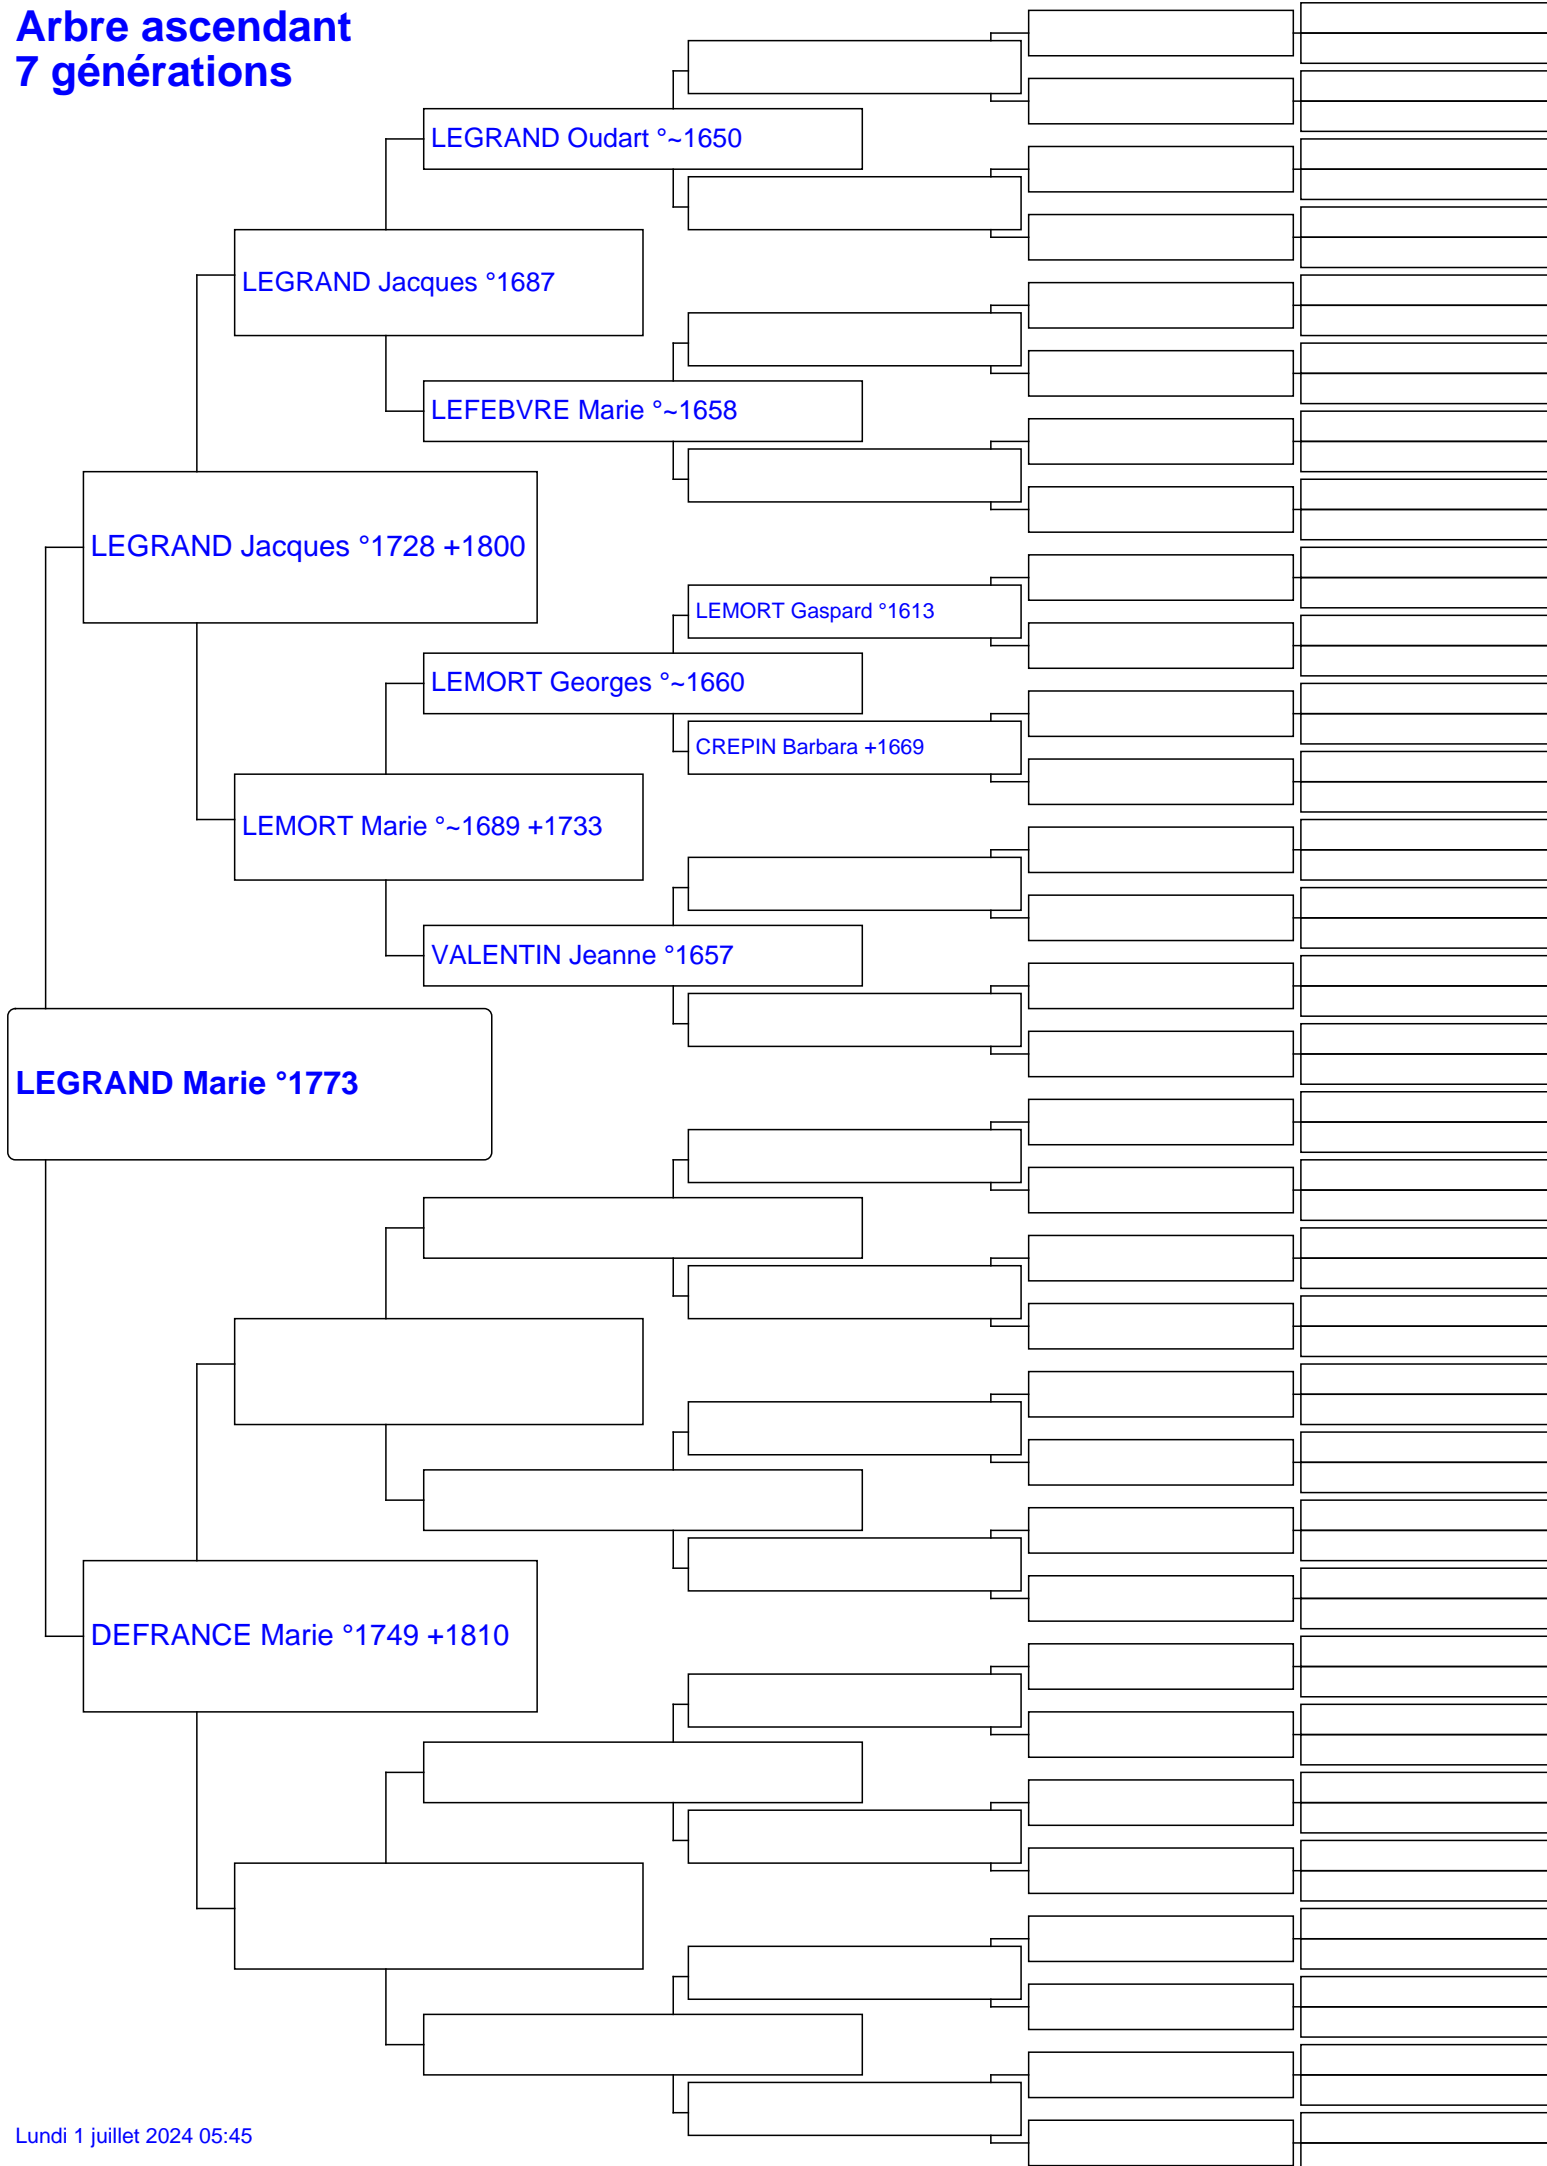 Arbre ascendant
7 générations
LEGRAND Oudart °~1650
LEGRAND Jacques °1687
LEFEBVRE Marie °~1658
LEGRAND Jacques °1728 +1800
LEMORT Gaspard °1613
LEMORT Georges °~1660
CREPIN Barbara +1669
LEMORT Marie °~1689 +1733
VALENTIN Jeanne °1657
LEGRAND Marie °1773
DEFRANCE Marie °1749 +1810
Lundi 1 juillet 2024 05:45